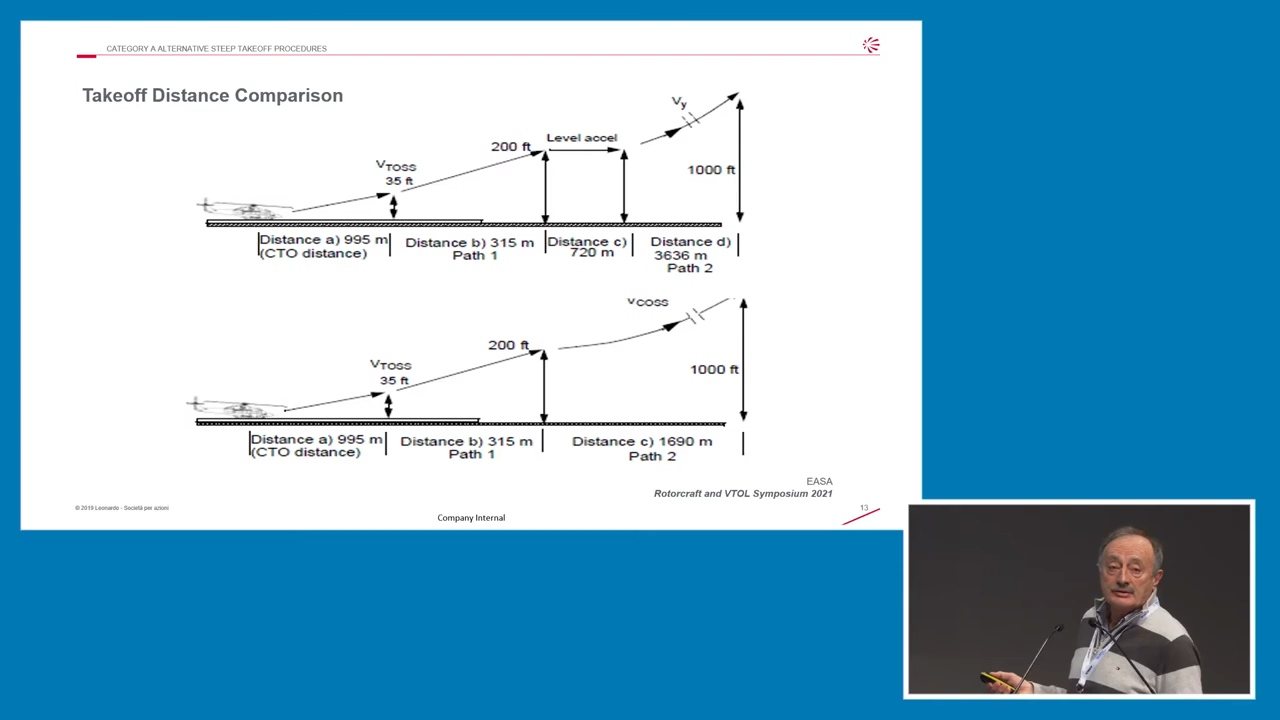 CATEGORY A ALTERNATIVE STEEP TAKEOFF PROCEDURES
Takeoff Distance Comparison
Vy
Level accel
200 ft
VTOSS
35 ft
1000 ft
Distance a) 995 m
(CTO distance)
Distance b) 315 m
Path 1
Distance c)
720 m
Distance d)
3636 m
Path 2
VCOSS
200 ft
VTOSS
35 ft
1000 ft
Distance a) 995 m
(CTO distance)
Distance b) 315 m
Path 1
Distance c) 1690 m
Path 2
EASA
Rotorcraft and VTOL Symposium 2021
© 2019 Leonardo - Società per azioni
13
Company Internal